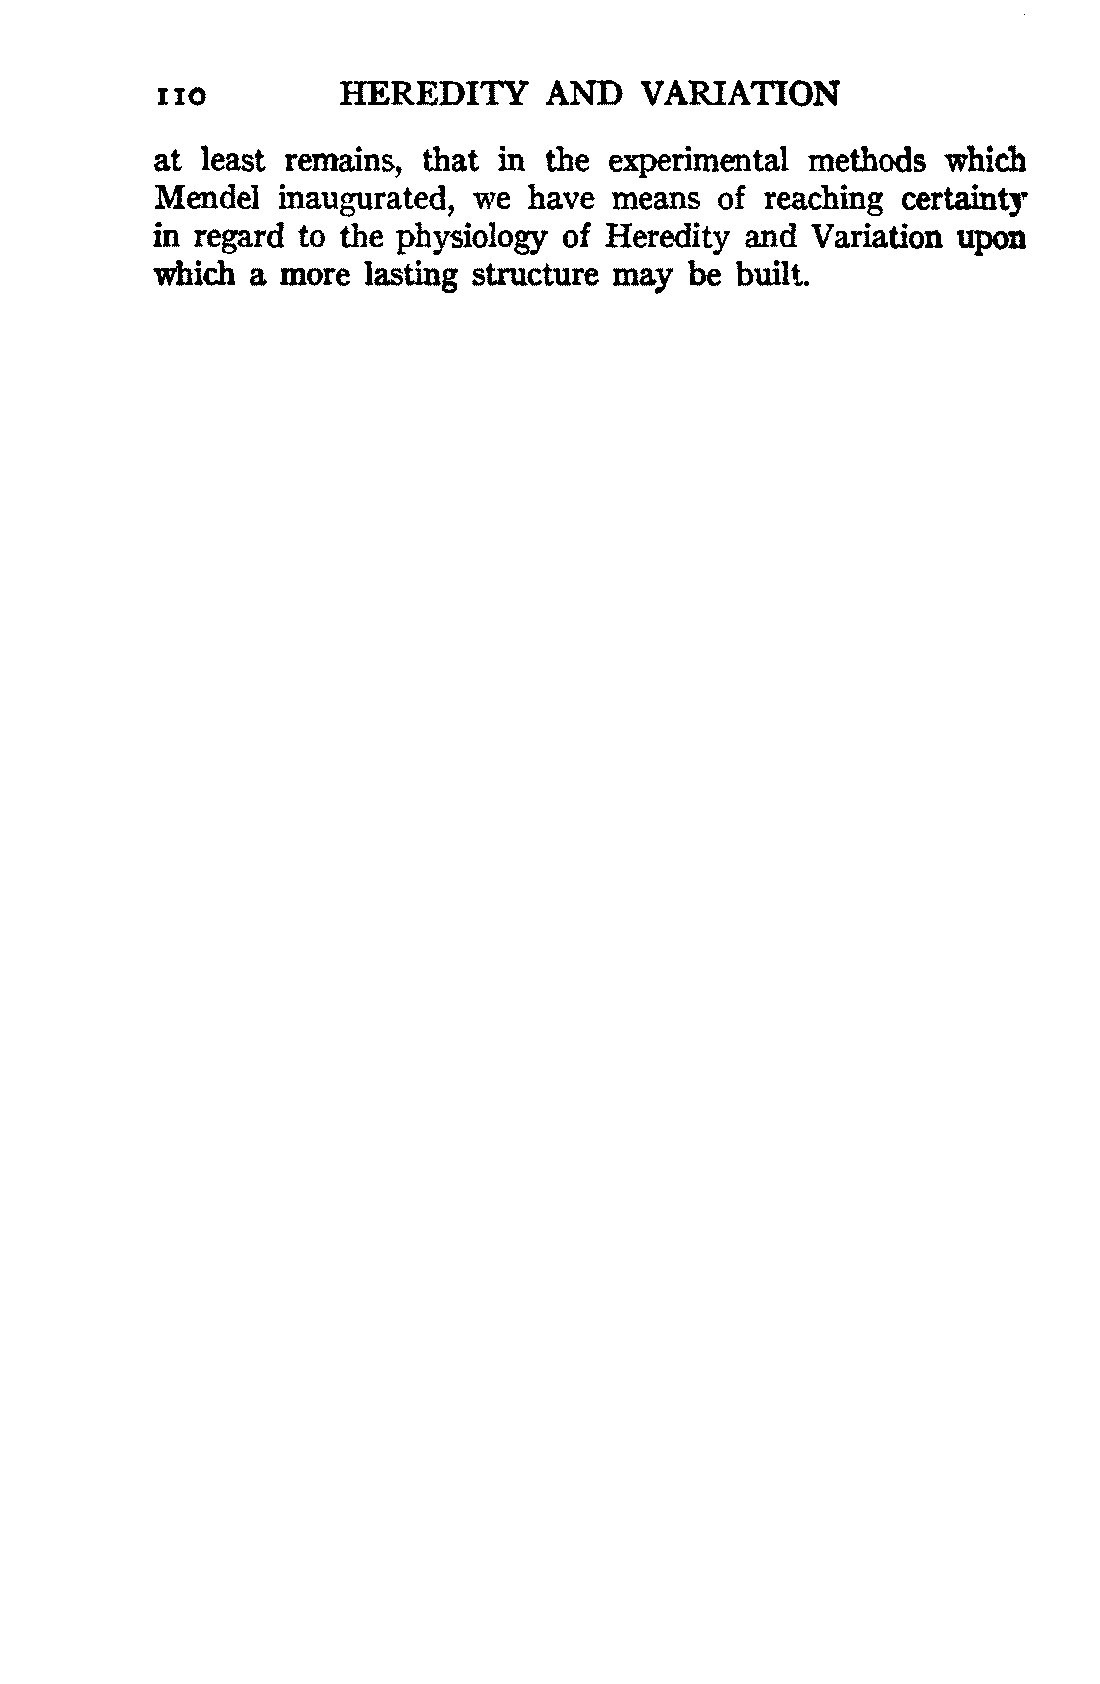 110 HEREDITY AND VARIATION
at least remains, that in the experimental methods which
Mendel inaugurated, we have means of reaching certainty
in regard to the physiology of Heredity and Variation upon
which a more lasting structure may be built.